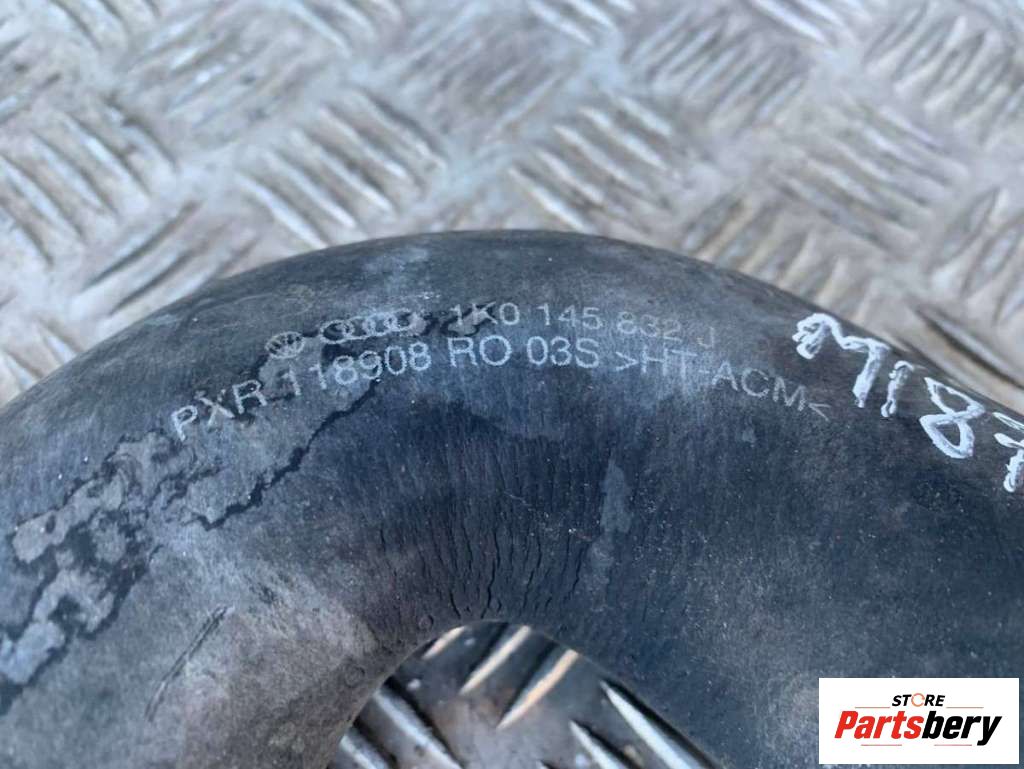 1K0 145 832 J
PXR 118908 RO 03S >HT-ACM<
M187
STORE
Partsbery